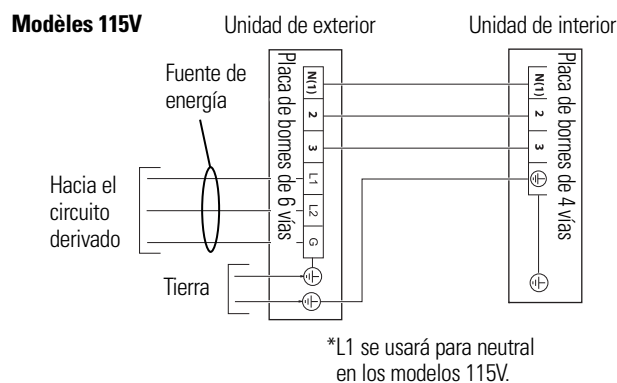 Modèles 115V
Unidad de exterior
Unidad de interior
Fuente de
energía
Placa de bornes de 6 vías
N(1)
2
3
L1
L2
G
Placa de bornes de 4 vías
N(1)
2
3
Hacia el
circuito
derivado
Tierra
*L1 se usará para neutral
en los modelos 115V.